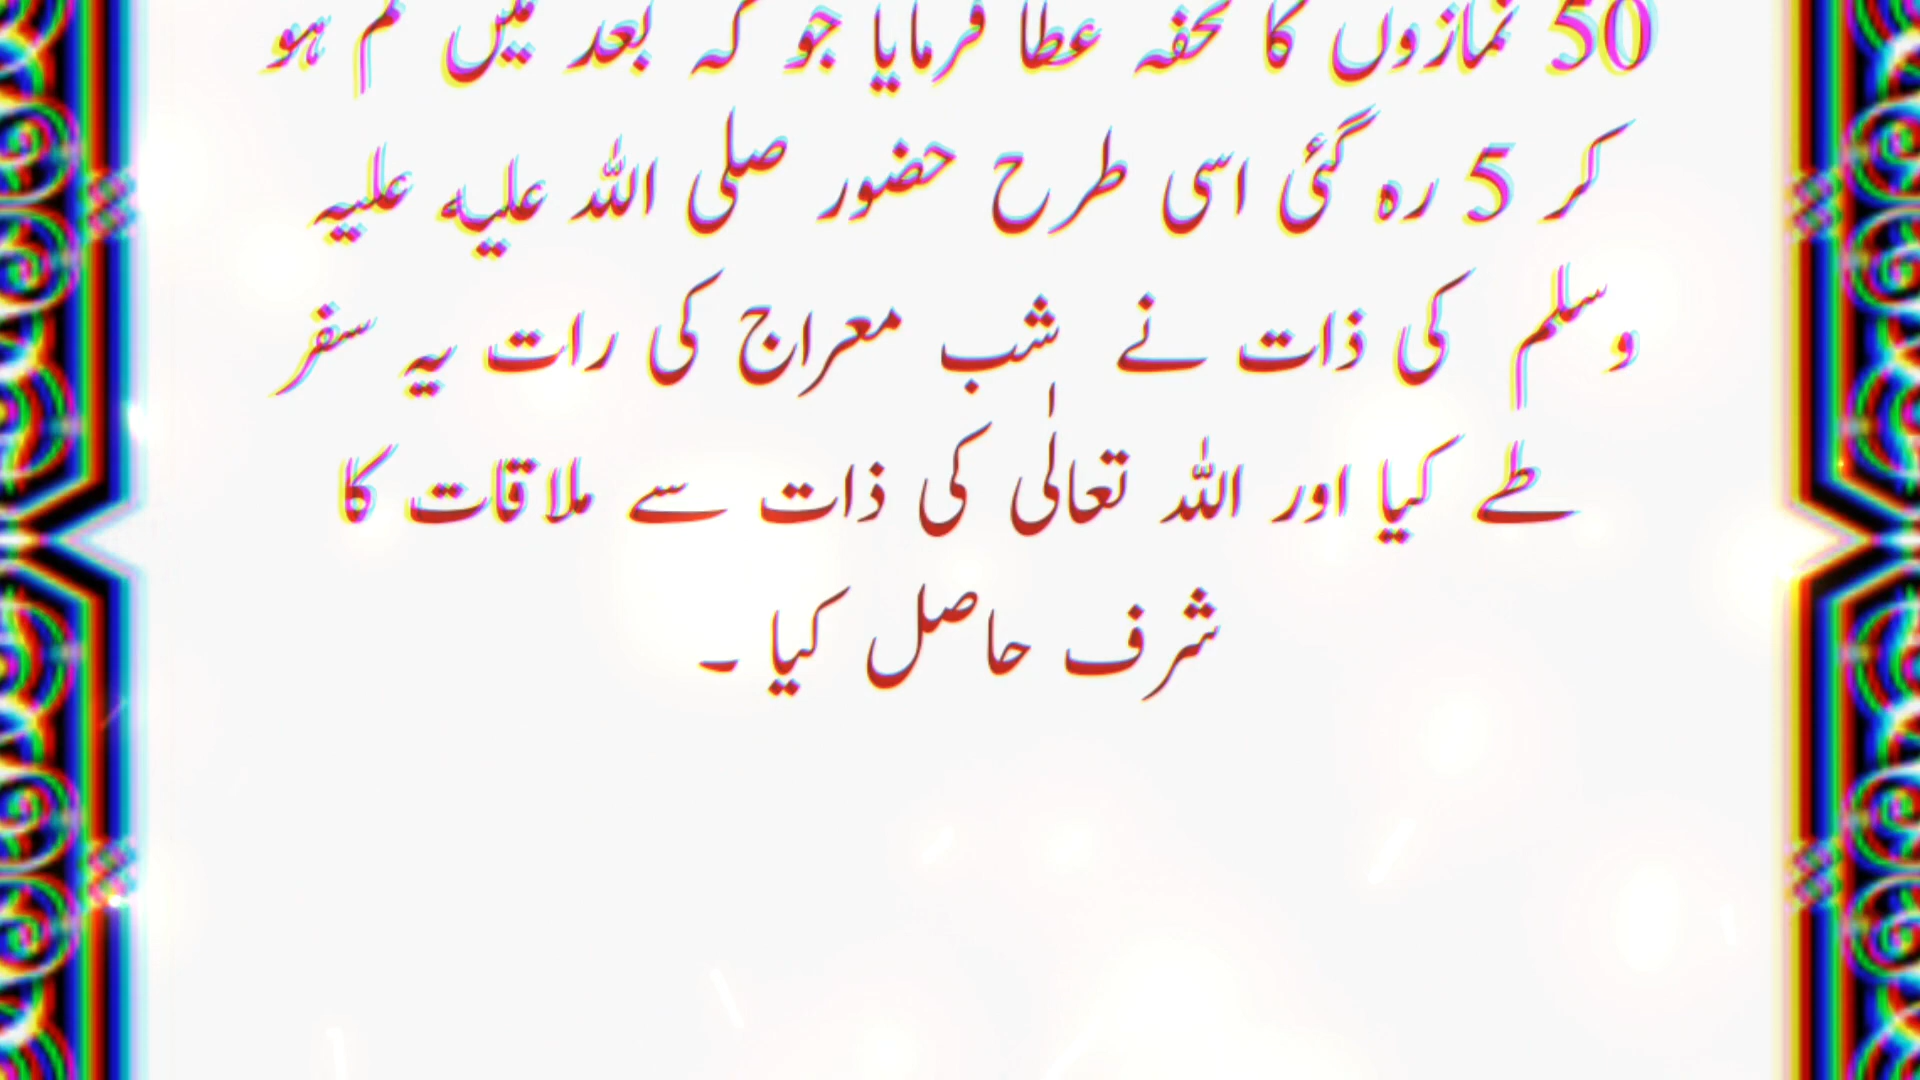 50 نمازوں کا تحفہ عطا فرمایا جو کہ بعد میں کم ہو
کر 5 رہ گئی اسی طرح حضور صلی اللہ علیه علیہ
وسلم کی ذات نے شب معراج کی رات یہ سفر
طے کیا اور اللہ تعالٰی کی ذات سے ملاقات کا
شرف حاصل کیا ۔